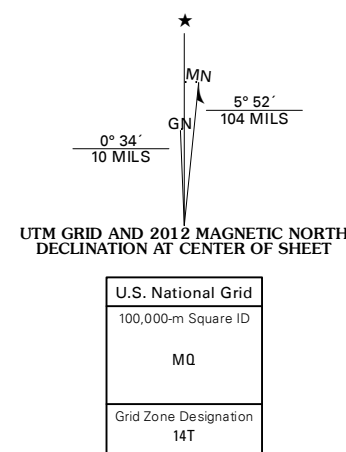 ★
MN
5° 52´
104 MILS
GN
0° 34´
10 MILS
UTM GRID AND 2012 MAGNETIC NORTH
DECLINATION AT CENTER OF SHEET
U.S. National Grid
100,000-m Square ID
MQ
Grid Zone Designation
14T